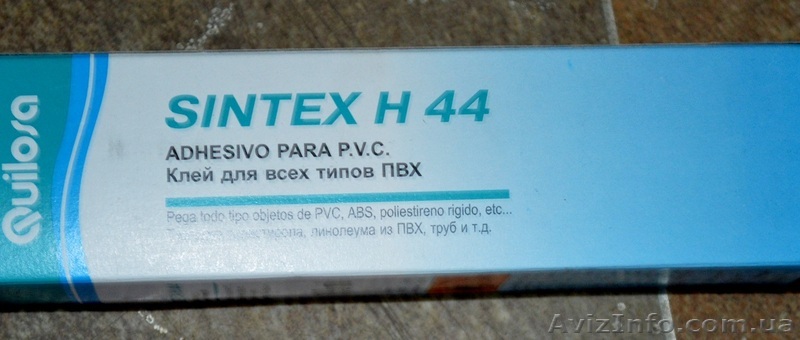 Quilosa
SINTEX H 44
ADHESIVO PARA P.V.C.
Клей для всех типов ПВХ
Pega todo tipo objetos de PVC, ABS, poliestireno rigido, etc...
линолеума из ПВХ, труб и т.д.
AvizInfo.com.ua